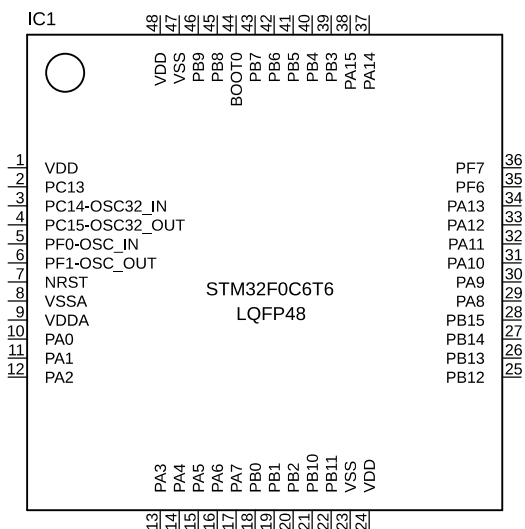 IC1
48 47 46 45 44 43 42 41 40 39 38 37
VDD VSS PB9 PB8 BOOT0 PB7 PB6 PB5 PB4 PB3 PA15 PA14
1 VDD
2 PC13
3 PC14-OSC32_IN
4 PC15-OSC32_OUT
5 PF0-OSC_IN
6 PF1-OSC_OUT
7 NRST
8 VSSA
9 VDDA
10 PA0
11 PA1
12 PA2
STM32F0C6T6
LQFP48
PF7 36
PF6 35
PA13 34
PA12 33
PA11 32
PA10 31
PA9 30
PA8 29
PB15 28
PB14 27
PB13 26
PB12 25
PA3 PA4 PA5 PA6 PA7 PB0 PB1 PB2 PB10 PB11 VSS VDD
13 14 15 16 17 18 19 20 21 22 23 24